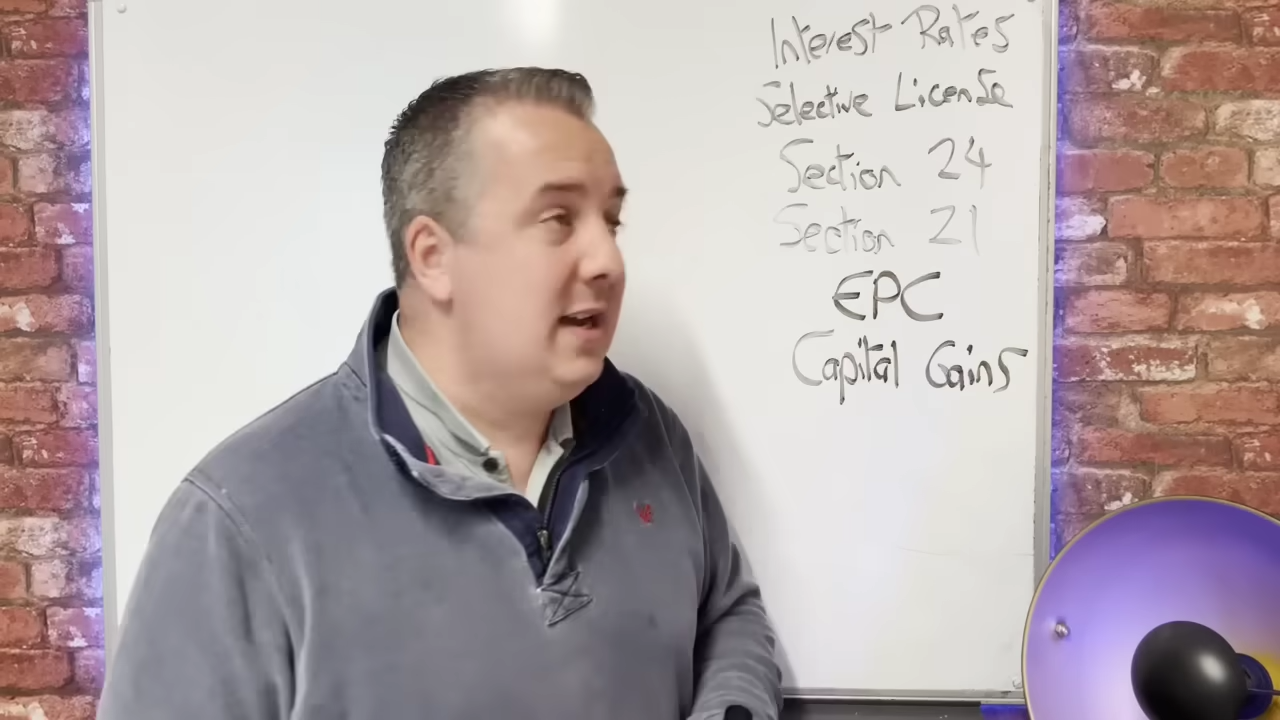 Interest Rates
Selective License
Section 24
Section 21
EPC
Capital Gains